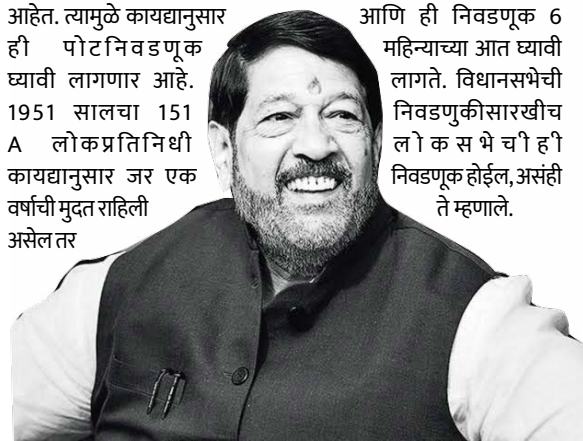 आहेत. त्यामुळे कायद्यानुसार
ही पोटनिवडणूक
घ्यावी लागणार आहे.
1951 सालचा 151
A लोकप्रतिनिधी
कायद्यानुसार जर एक
वर्षाची मुदत राहिली
असेल तर
आणि ही निवडणूक 6
महिन्याच्या आत घ्यावी
लागते. विधानसभेची
निवडणुकीसारखीच
लोकसभेचीही
निवडणूक होईल, असंही
ते म्हणाले.